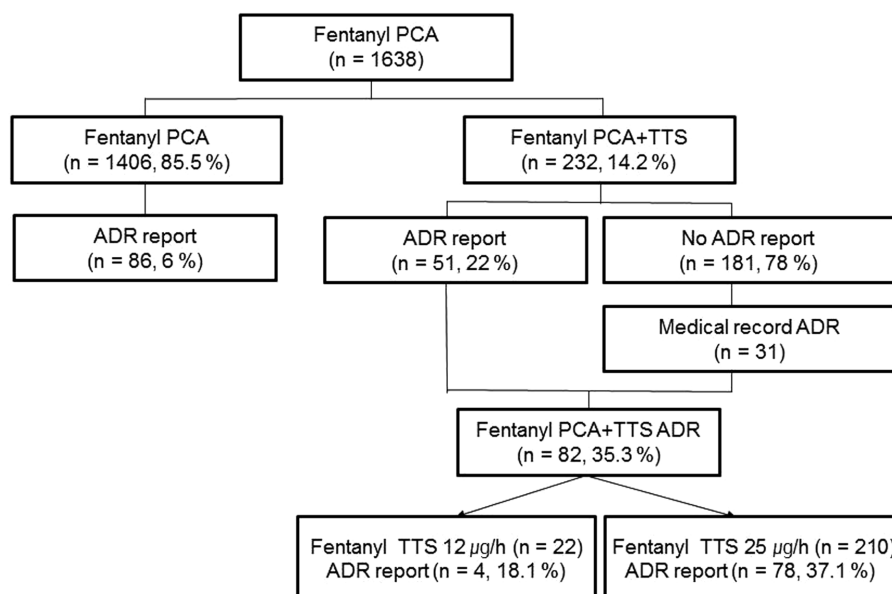 Fentanyl PCA
(n = 1638)
Fentanyl PCA
(n = 1406, 85.5 %)
Fentanyl PCA+TTS
(n = 232, 14.2 %)
ADR report
(n = 86, 6 %)
ADR report
(n = 51, 22 %)
No ADR report
(n = 181, 78 %)
Medical record ADR
(n = 31)
Fentanyl PCA+TTS ADR
(n = 82, 35.3 %)
Fentanyl TTS 12 µg/h (n = 22)
ADR report (n = 4, 18.1 %)
Fentanyl TTS 25 µg/h (n = 210)
ADR report (n = 78, 37.1 %)